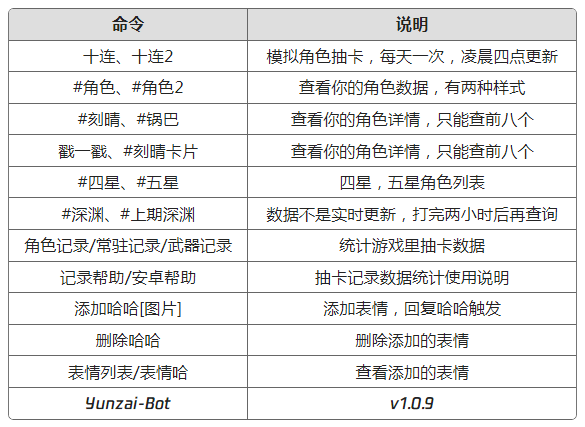 命令 说明
十连、十连2 模拟角色抽卡，每天一次，凌晨四点更新
#角色、#角色2 查看你的角色数据，有两种样式
#刻晴、#锅巴 查看你的角色详情，只能查前八个
戳一戳、#刻晴卡片 查看你的角色详情，只能查前八个
#四星、#五星 四星，五星角色列表
#深渊、#上期深渊 数据不是实时更新，打完两小时后再查询
角色记录/常驻记录/武器记录 统计游戏里抽卡数据
记录帮助/安卓帮助 抽卡记录数据统计使用说明
添加哈哈[图片] 添加表情，回复哈哈触发
删除哈哈 删除添加的表情
表情列表/表情哈 查看添加的表情
Yunzai-Bot v1.0.9